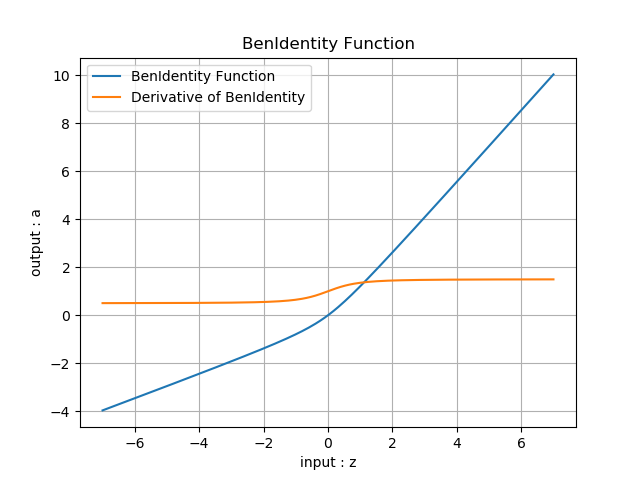 BenIdentity Function
BenIdentity Function
Derivative of BenIdentity
10
8
6
4
2
0
−2
−4
output : a
−6 −4 −2 0 2 4 6
input : z